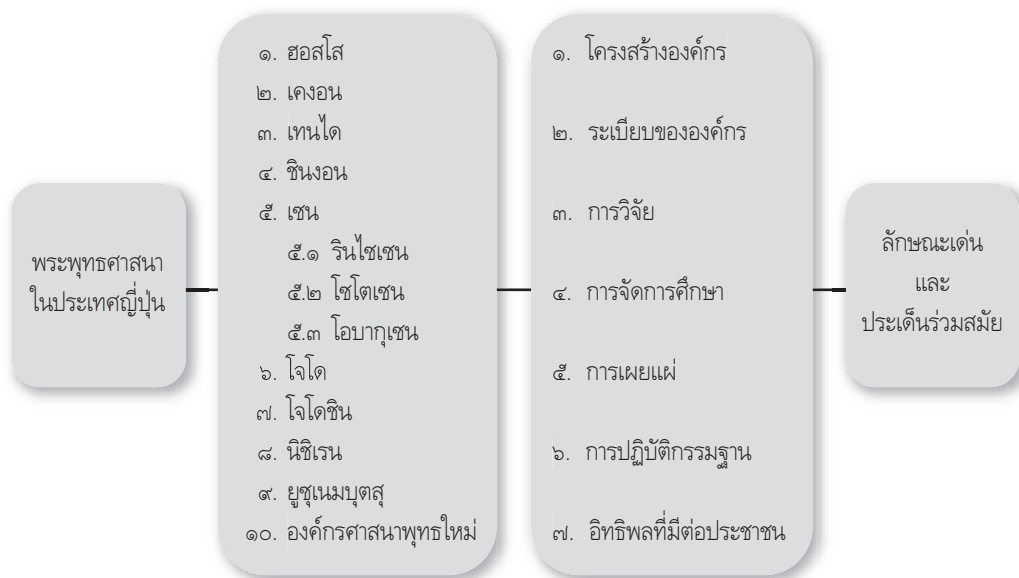 พระพุทธศาสนา
ในประเทศญี่ปุ่น
๑. ฮอสโส
๒. เคงอน
๓. เทนได
๔. ชินงอน
๕. เซน
๕.๑ รินไซเซน
๕.๒ โซโตเซน
๕.๓ โอบากุเซน
๖. โจโด
๗. โจโดชิน
๘. นิชิเรน
๙. ยูซุเนมบุตสุ
๑๐. องค์กรศาสนาพุทธใหม่
๑. โครงสร้างองค์กร
๒. ระเบียบขององค์กร
๓. การวิจัย
๔. การจัดการศึกษา
๕. การเผยแผ่
๖. การปฏิบัติกรรมฐาน
๗. อิทธิพลที่มีต่อประชาชน
ลักษณะเด่น
และ
ประเด็นร่วมสมัย